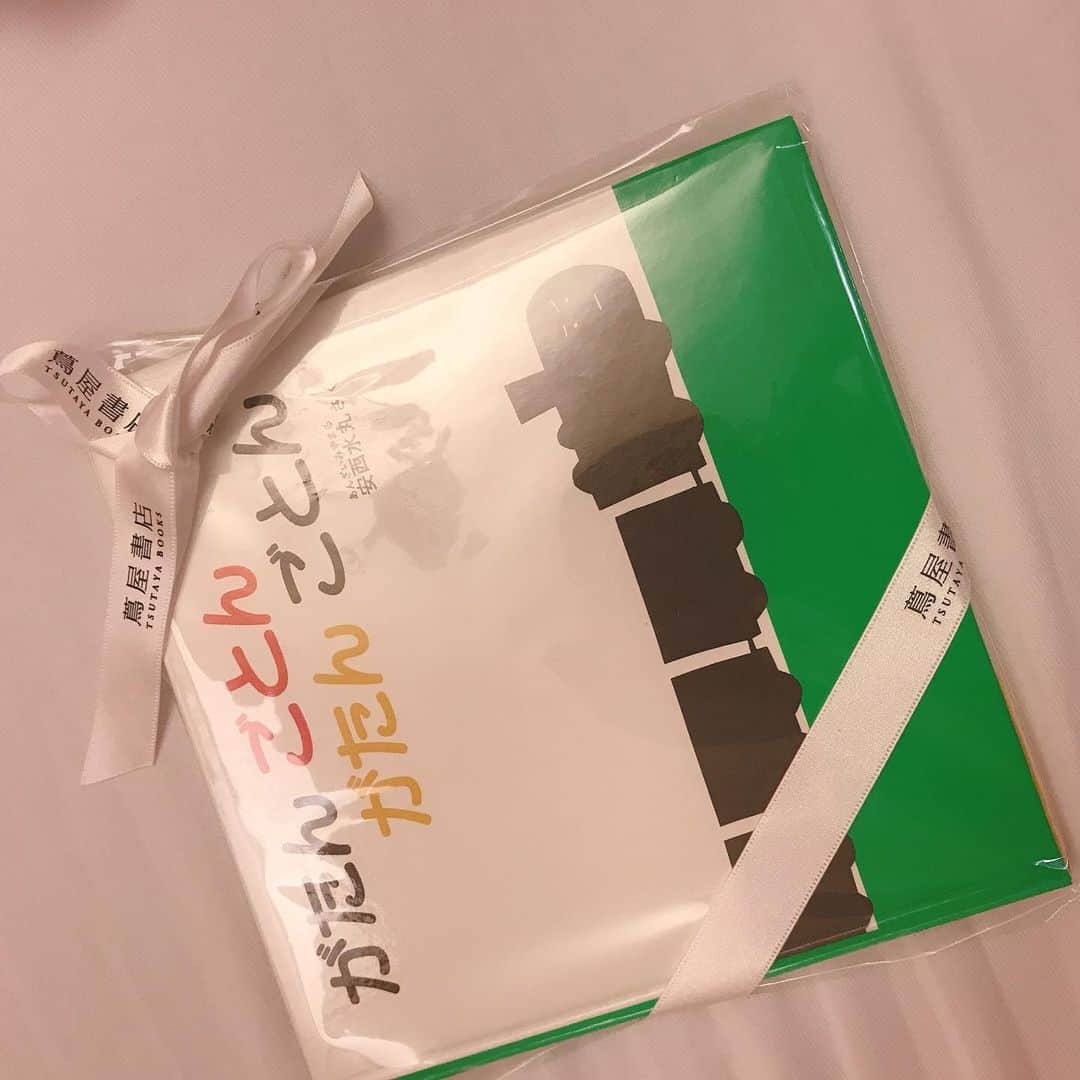 がたん ごとん
がたん ごとん
あんざいみずまる
安西水丸 さく
蔦屋書店
TSUTAYA BOOKS
蔦屋書店
TSUTAYA BOOKS
蔦屋書
TSUTAYA